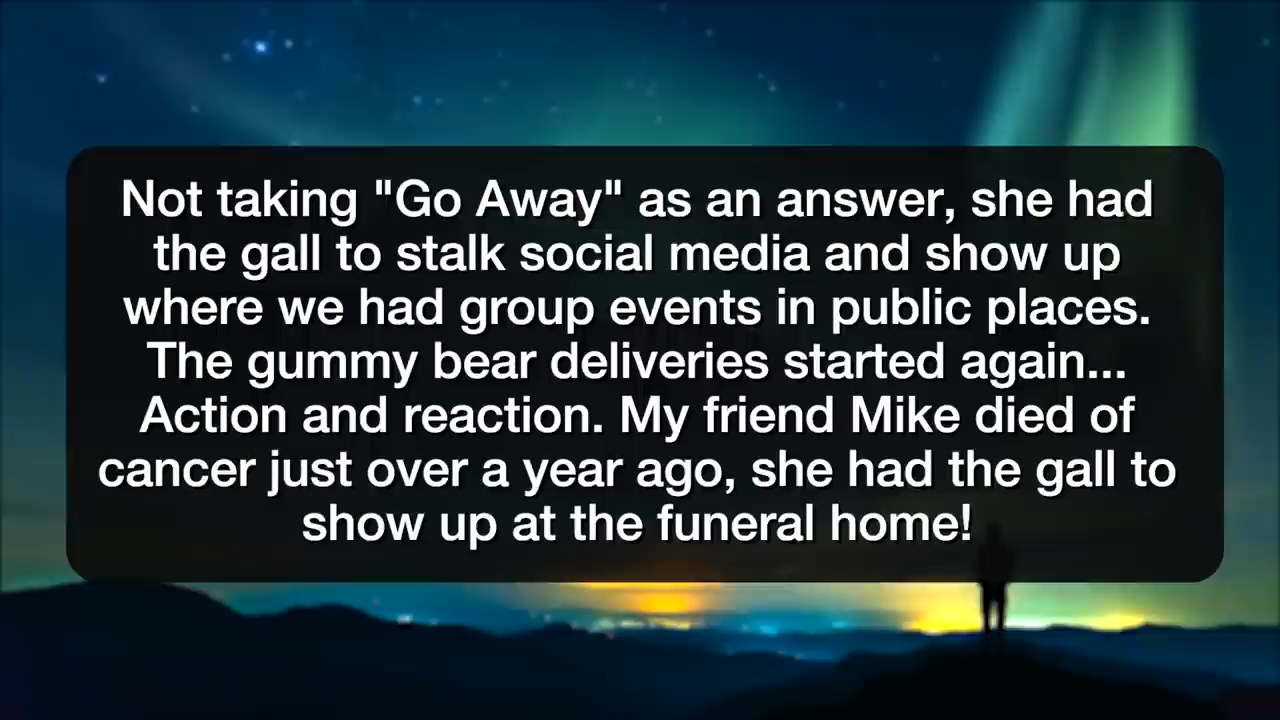 Not taking "Go Away" as an answer, she had
the gall to stalk social media and show up
where we had group events in public places.
The gummy bear deliveries started again...
Action and reaction. My friend Mike died of
cancer just over a year ago, she had the gall to
show up at the funeral home!